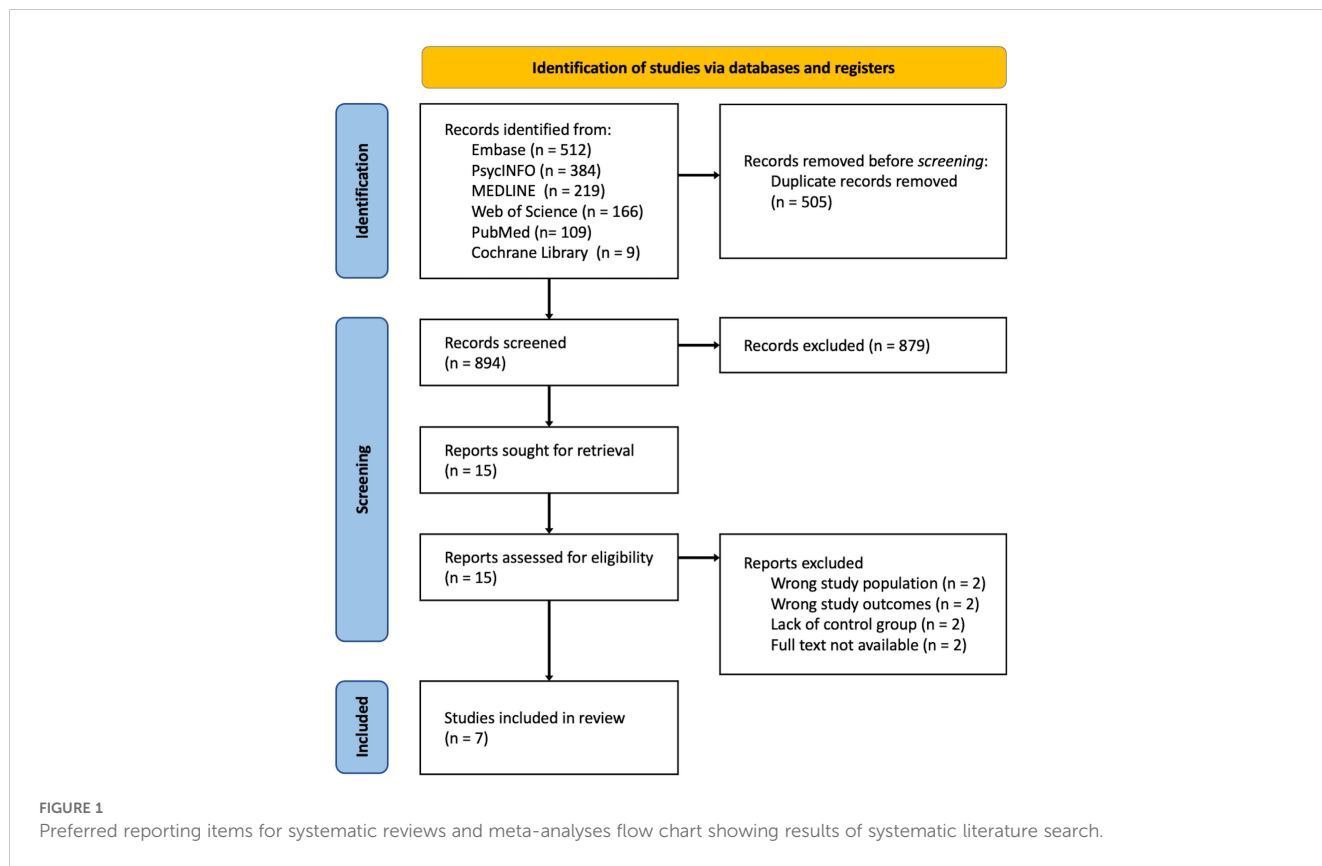 Identification of studies via databases and registers
Identification
Records identified from:
Embase (n = 512)
PsycINFO (n = 384)
MEDLINE (n = 219)
Web of Science (n = 166)
PubMed (n= 109)
Cochrane Library (n = 9)
Records removed before screening:
Duplicate records removed
(n = 505)
Screening
Records screened
(n = 894)
Records excluded (n = 879)
Reports sought for retrieval
(n = 15)
Reports assessed for eligibility
(n = 15)
Reports excluded
Wrong study population (n = 2)
Wrong study outcomes (n = 2)
Lack of control group (n = 2)
Full text not available (n = 2)
Included
Studies included in review
(n = 7)
FIGURE 1
Preferred reporting items for systematic reviews and meta-analyses flow chart showing results of systematic literature search.